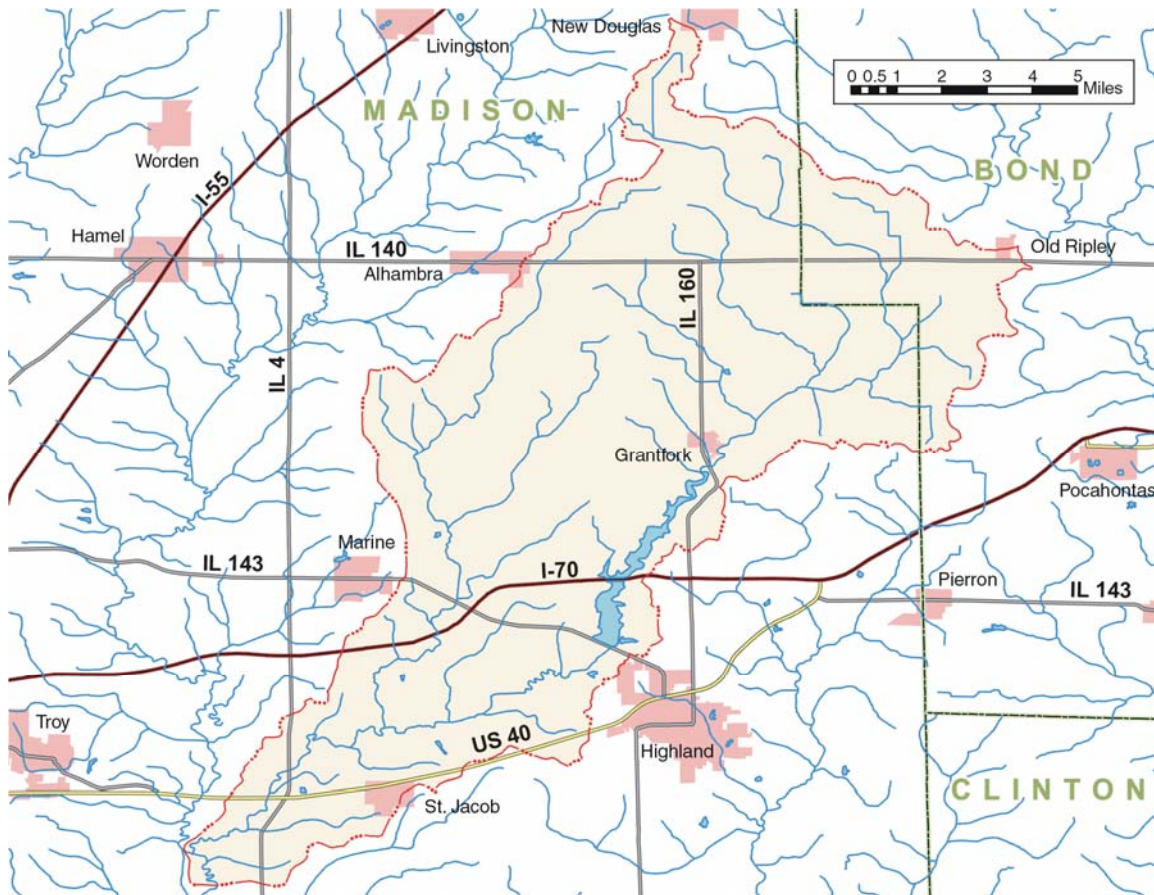 New Douglas
Livingston
0 0.5 1 2 3 4 5
Miles
MADISON
Worden
I-55
BOND
Hamel
IL 140
Alhambra
Old Ripley
IL 160
IL 4
Grantfork
Pocahontas
Marine
IL 143
I-70
Pierron
IL 143
Troy
US 40
Highland
St. Jacob
CLINTON